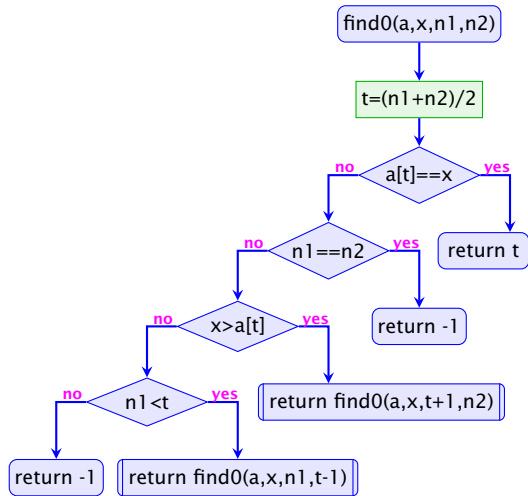 find0(a,x,n1,n2)
t=(n1+n2)/2
a[t]==x
no
yes
return t
n1==n2
no
yes
return -1
x>a[t]
no
yes
return find0(a,x,t+1,n2)
n1<t
no
yes
return -1
return find0(a,x,n1,t-1)